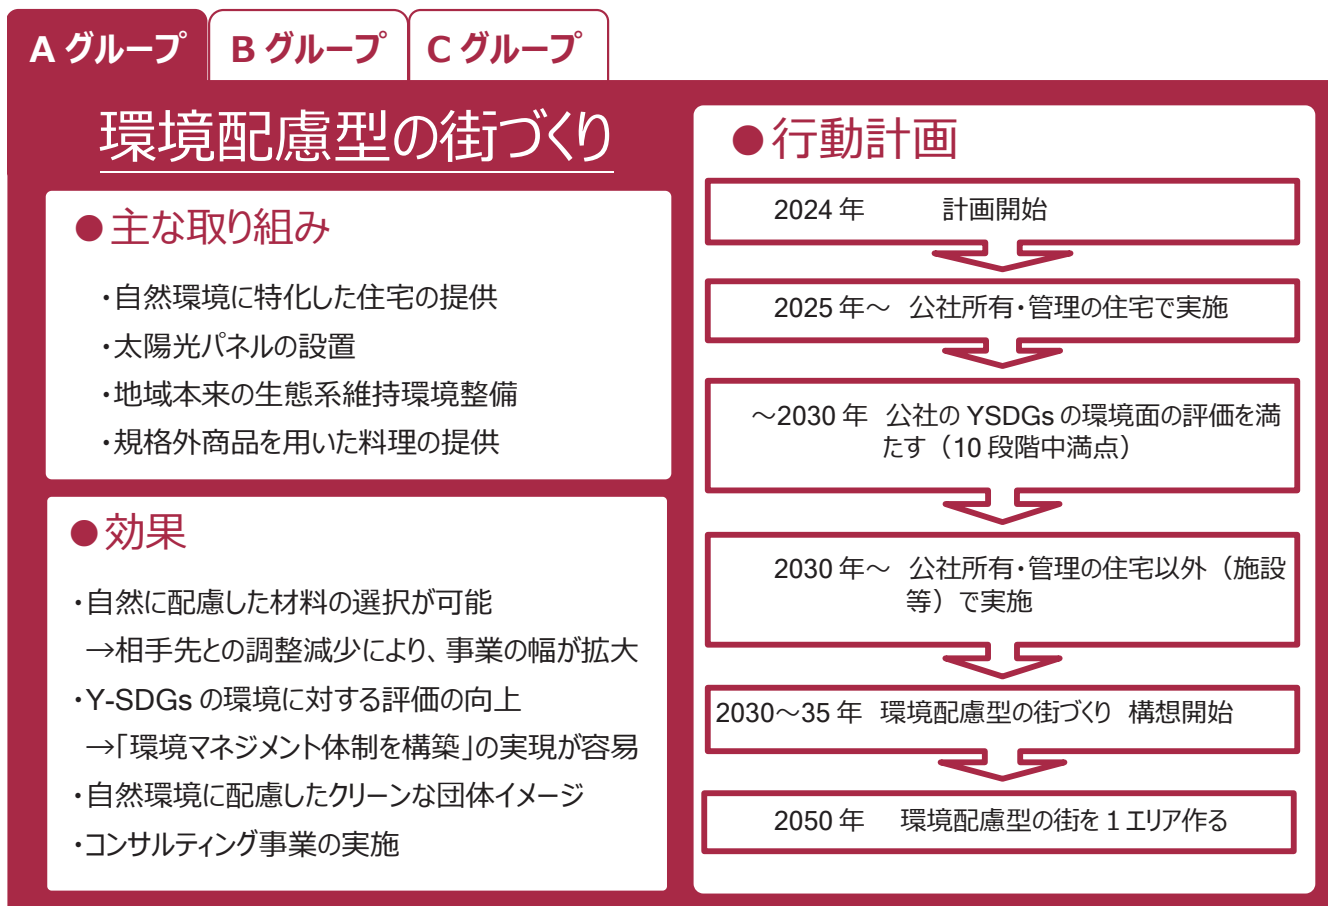 A グループ
B グループ
C グループ
環境配慮型の街づくり
●主な取り組み
・自然環境に特化した住宅の提供
・太陽光パネルの設置
・地域本来の生態系維持環境整備
・規格外商品を用いた料理の提供
●効果
・自然に配慮した材料の選択が可能
→相手先との調整減少により、事業の幅が拡大
・Y-SDGs の環境に対する評価の向上
→「環境マネジメント体制を構築」の実現が容易
・自然環境に配慮したクリーンな団体イメージ
・コンサルティング事業の実施
●行動計画
2024 年 計画開始
2025 年～ 公社所有・管理の住宅で実施
～2030 年 公社の YSDGs の環境面の評価を満
たす（10 段階中満点）
2030 年～ 公社所有・管理の住宅以外（施設
等）で実施
2030～35 年 環境配慮型の街づくり 構想開始
2050 年 環境配慮型の街を 1 エリア作る